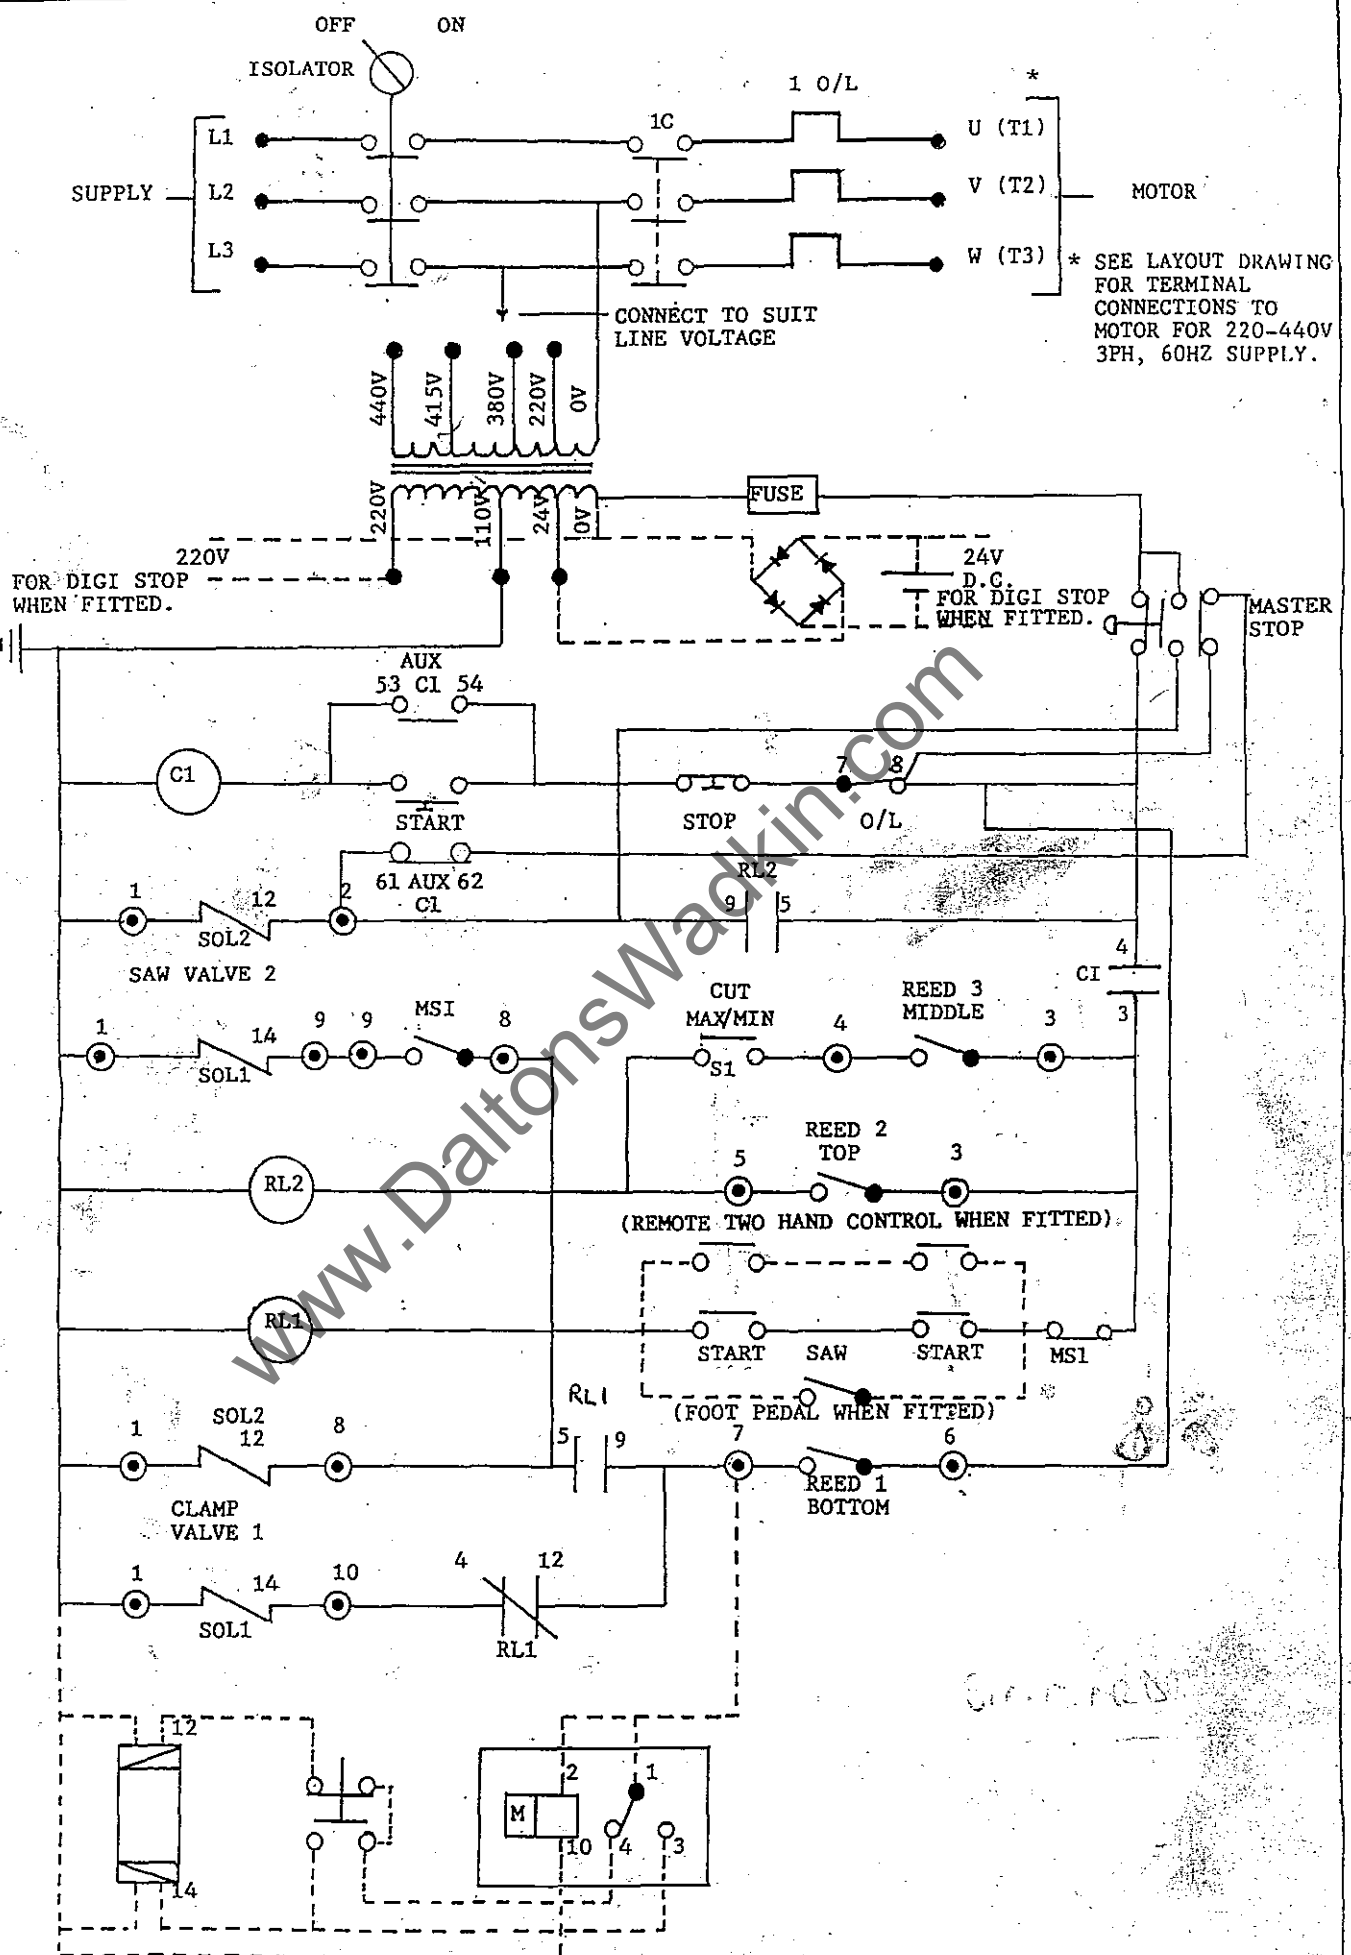 OFF ON
ISOLATOR
1 O/L
*
L1
1C
U (T1)
SUPPLY
L2
V (T2)
MOTOR
L3
W (T3)
* SEE LAYOUT DRAWING
FOR TERMINAL
CONNECTIONS TO
MOTOR FOR 220-440V
3PH, 60HZ SUPPLY.
CONNECT TO SUIT
LINE VOLTAGE
440V 415V 380V 220V 0V
220V 110V 24V 0V
FUSE
220V
FOR DIGI STOP
WHEN FITTED.
24V
D.C.
FOR DIGI STOP
WHEN FITTED.
MASTER
STOP
AUX
53 CI 54
C1
START
STOP
7 8
O/L
61 AUX 62
C1
1 12 2
SOL2
SAW VALVE 2
RL2
9 5
4
CI
3
1 14 9 9 MSI 8
SOL1
CUT
MAX/MIN
S1
4
REED 3
MIDDLE
3
RL2
5
REED 2
TOP
3
(REMOTE TWO HAND CONTROL WHEN FITTED)
RL1
START SAW START
MS1
(FOOT PEDAL WHEN FITTED)
1
SOL2
12
8
CLAMP
VALVE 1
RL1
5 9
7
REED 1
BOTTOM
6
1 14 10
SOL1
4 12
RL1
12
14
2 1
M
10 4 3
www.DaltonsWadkin.com